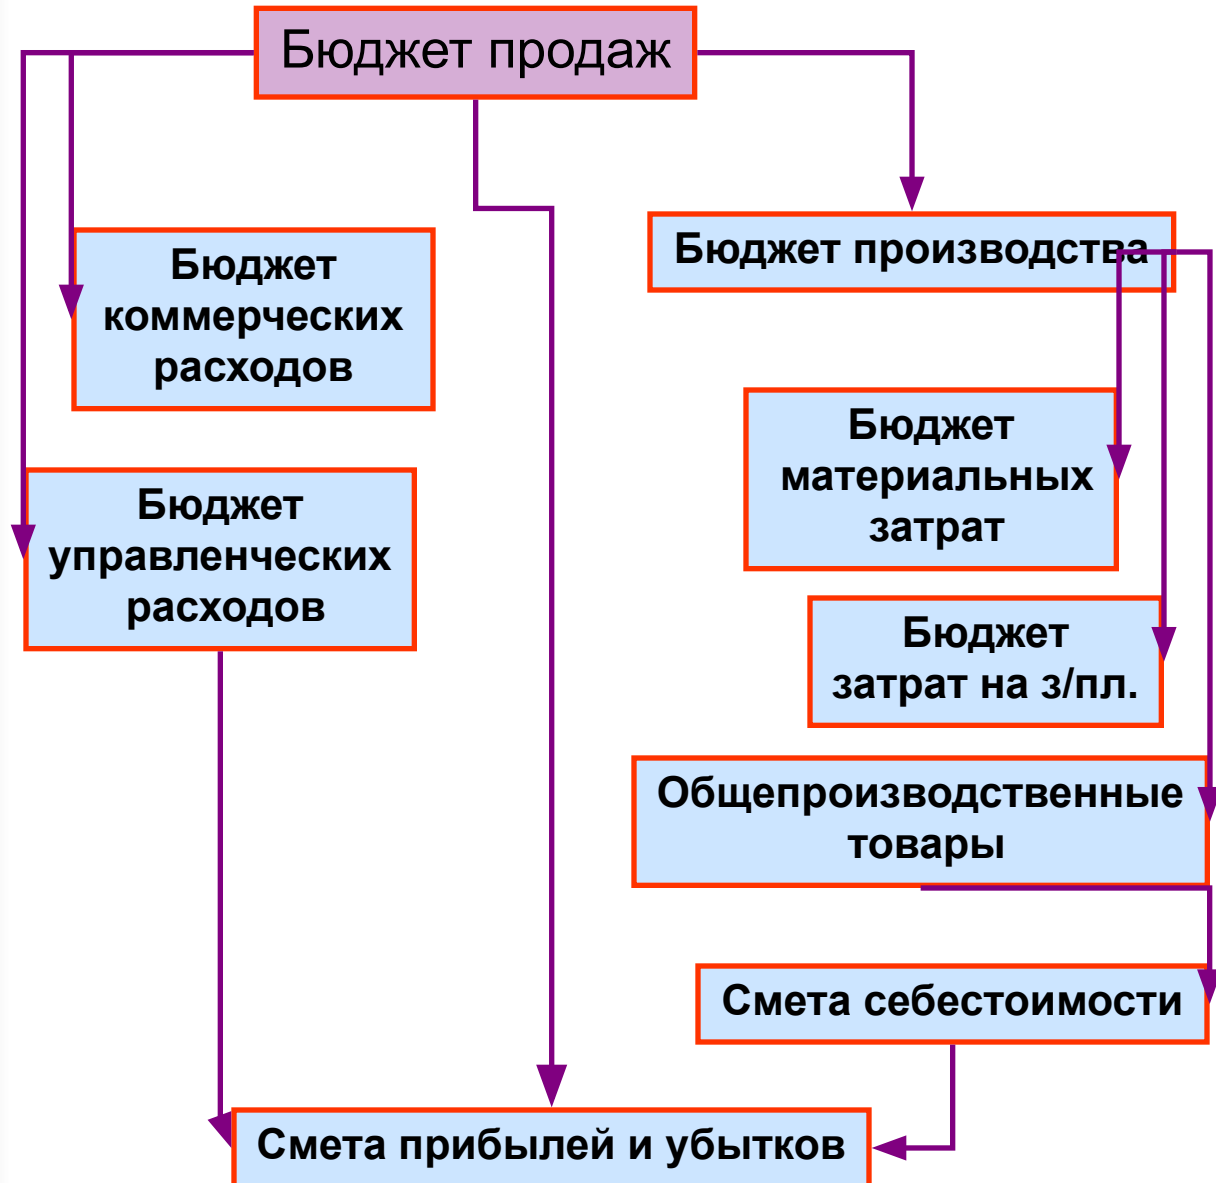 Бюджет продаж
Бюджет
коммерческих
расходов
Бюджет производства
Бюджет
управленческих
расходов
Бюджет
материальных
затрат
Бюджет
затрат на з/пл.
Общепроизводственные
товары
Смета себестоимости
Смета прибылей и убытков